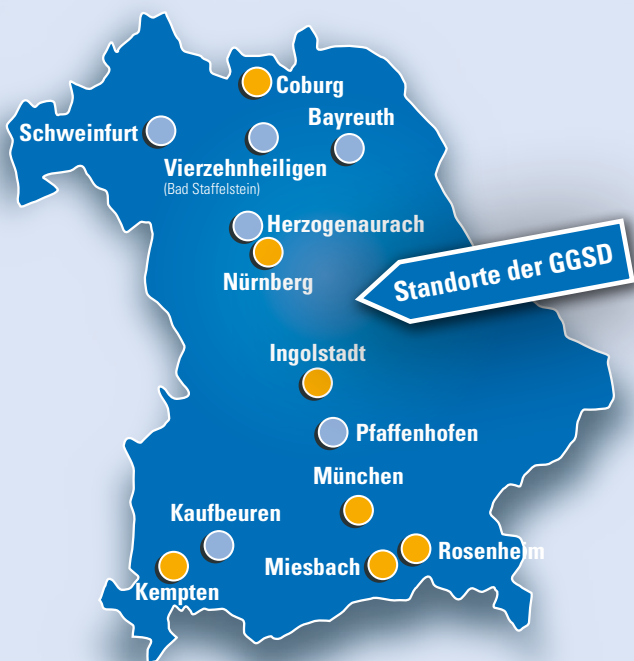 Coburg
Bayreuth
Schweinfurt
Vierzehnheiligen
(Bad Staffelstein)
Herzogenaurach
Nürnberg
Standorte der GGSD
Ingolstadt
Pfaffenhofen
München
Kaufbeuren
Rosenheim
Miesbach
Kempten